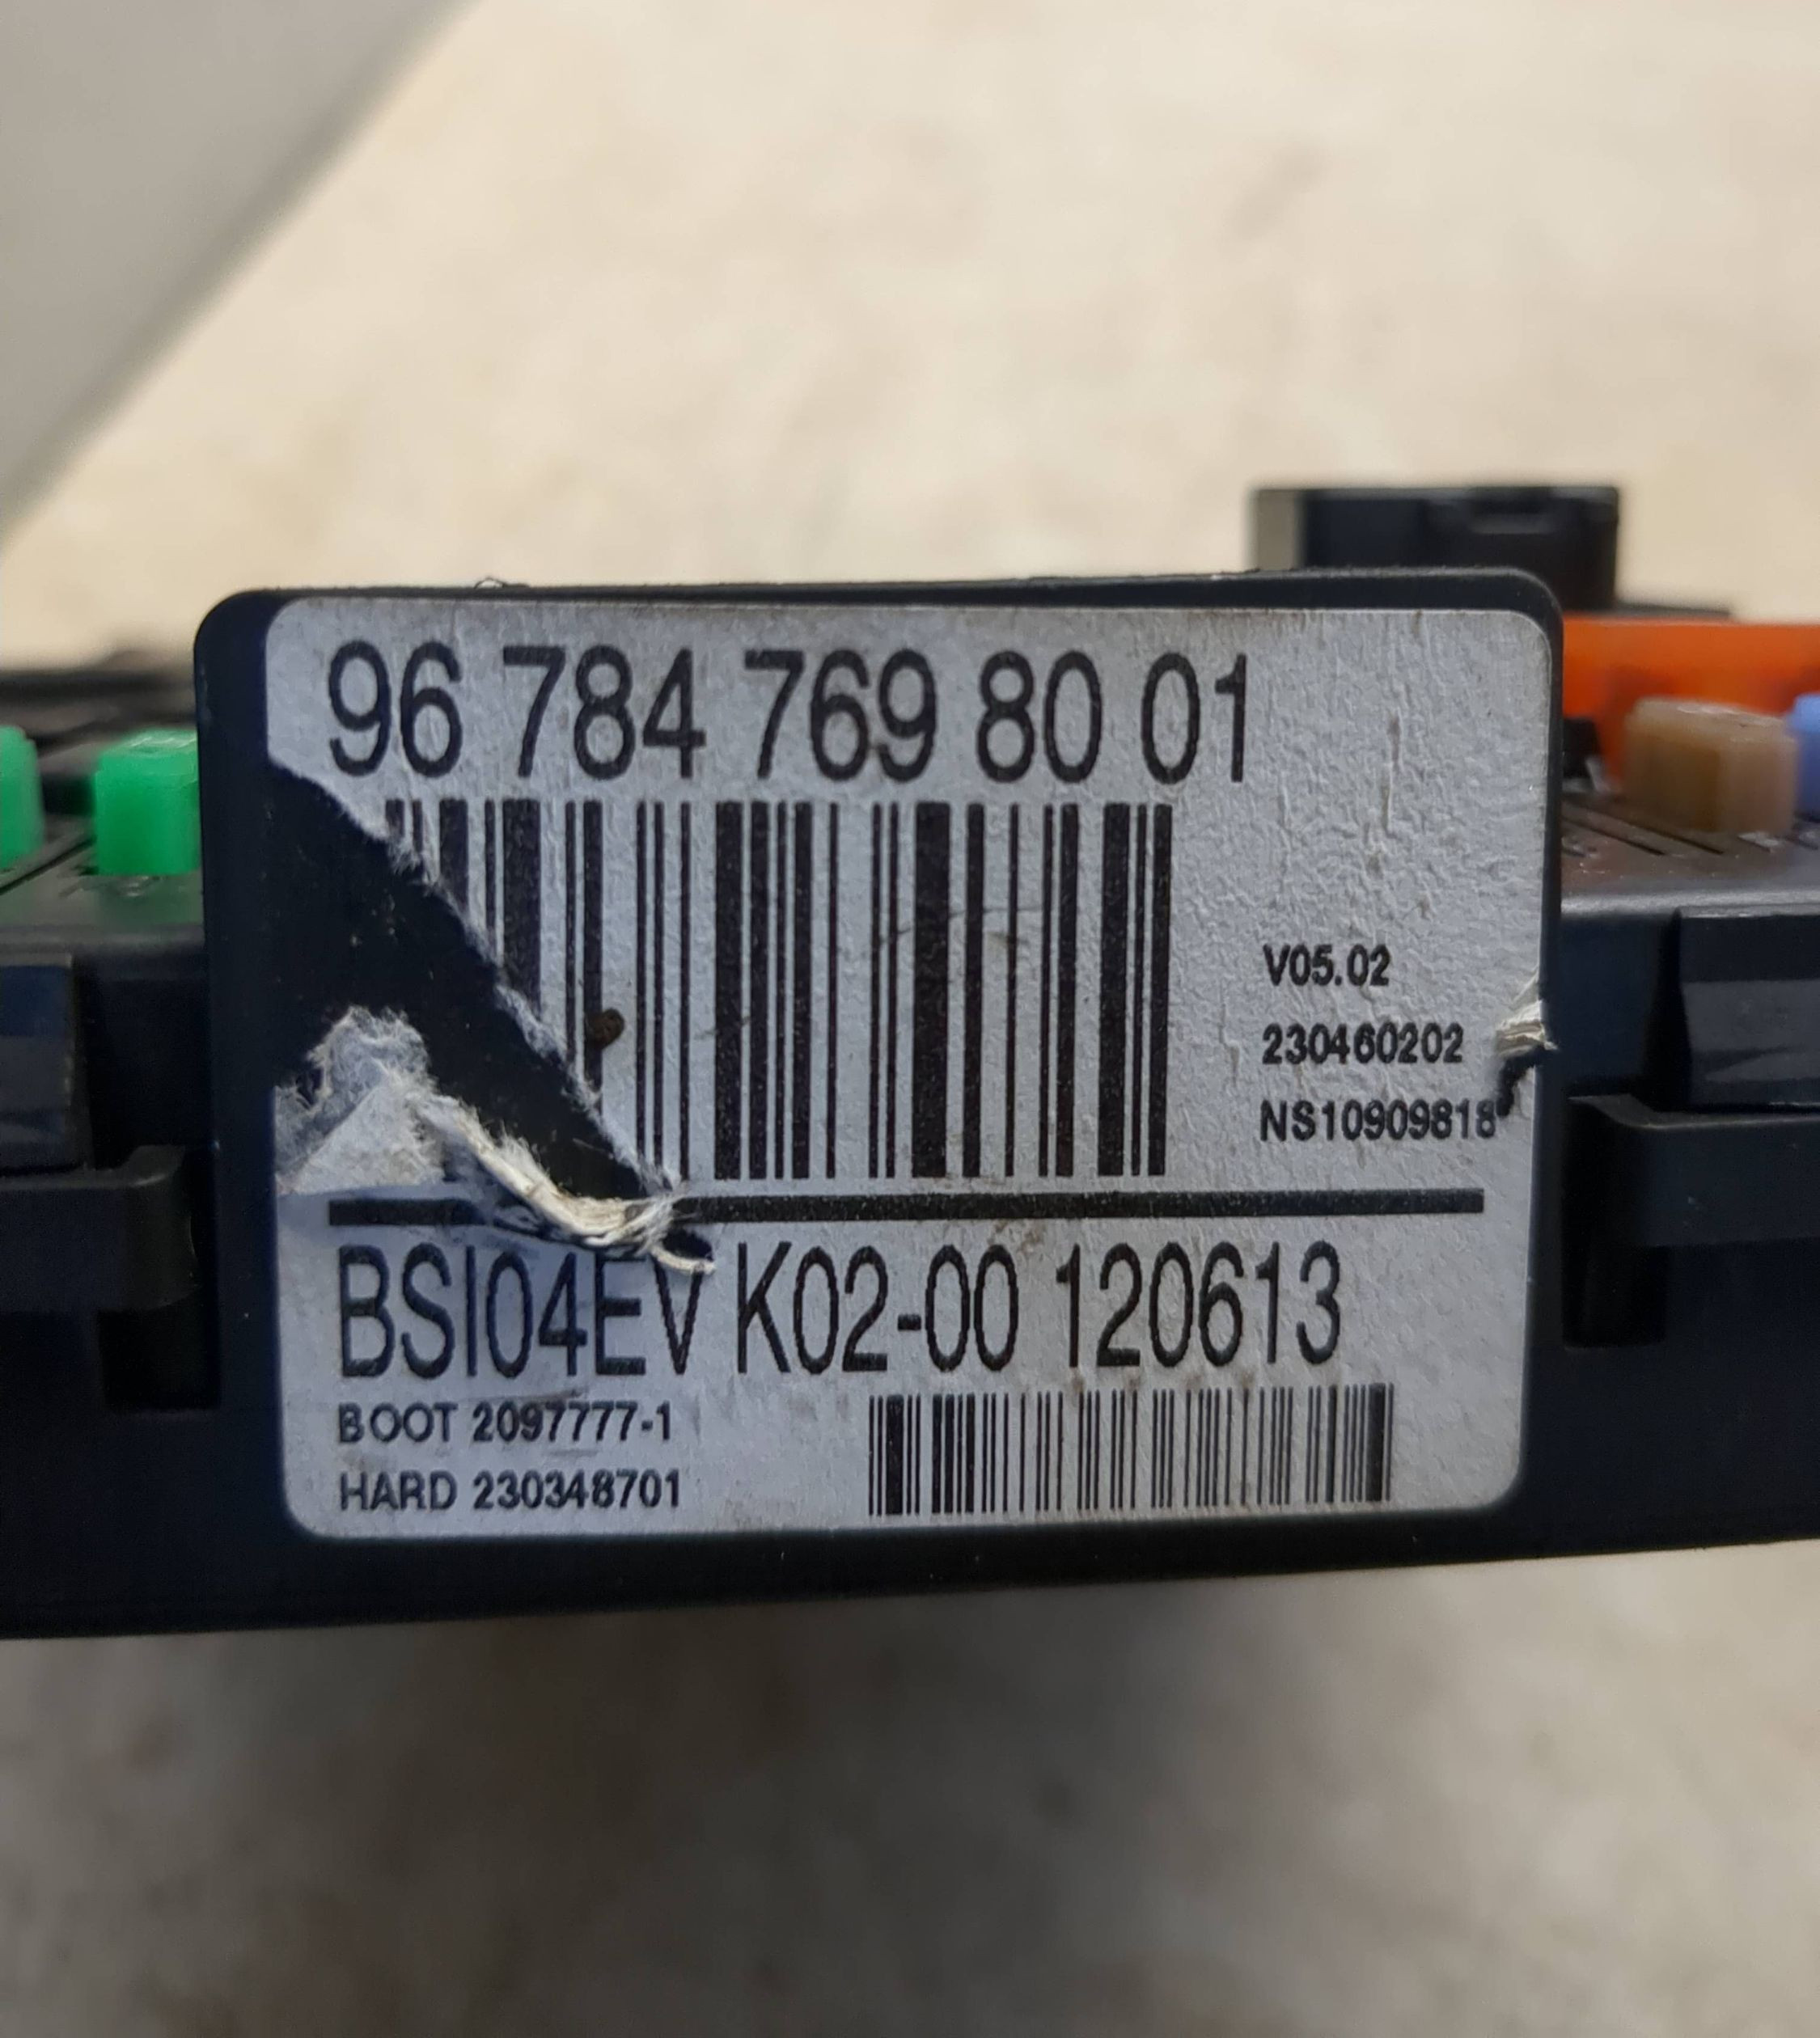 96 784 769 80 01
V05.02
230460202
NS10909818
BSI04EV K02-00 120613
BOOT 2097777-1
HARD 230348701